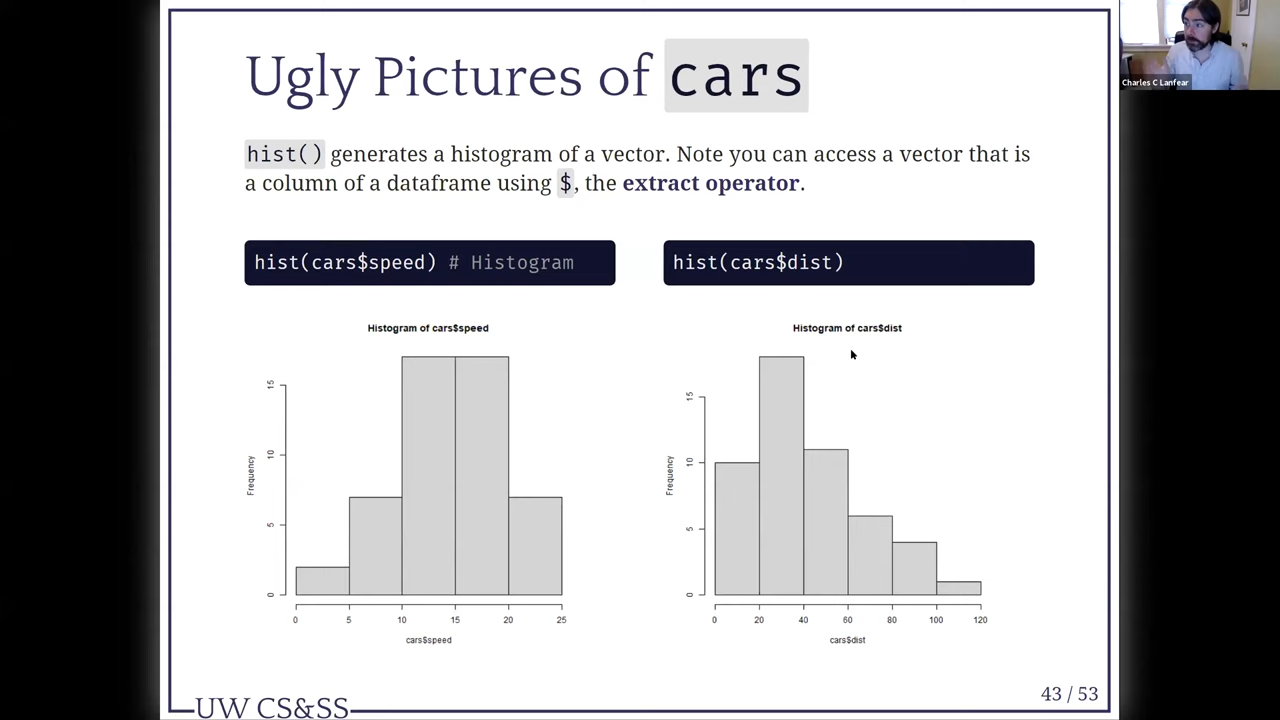 Ugly Pictures of cars
Charles C Lanfear
hist() generates a histogram of a vector. Note you can access a vector that is
a column of a dataframe using $, the extract operator.
hist(cars$speed) # Histogram
hist(cars$dist)
Histogram of cars$speed
Frequency
15
10
5
0
0 5 10 15 20 25
cars$speed
Histogram of cars$dist
Frequency
15
10
5
0
0 20 40 60 80 100 120
cars$dist
UW CS&SS
43 / 53